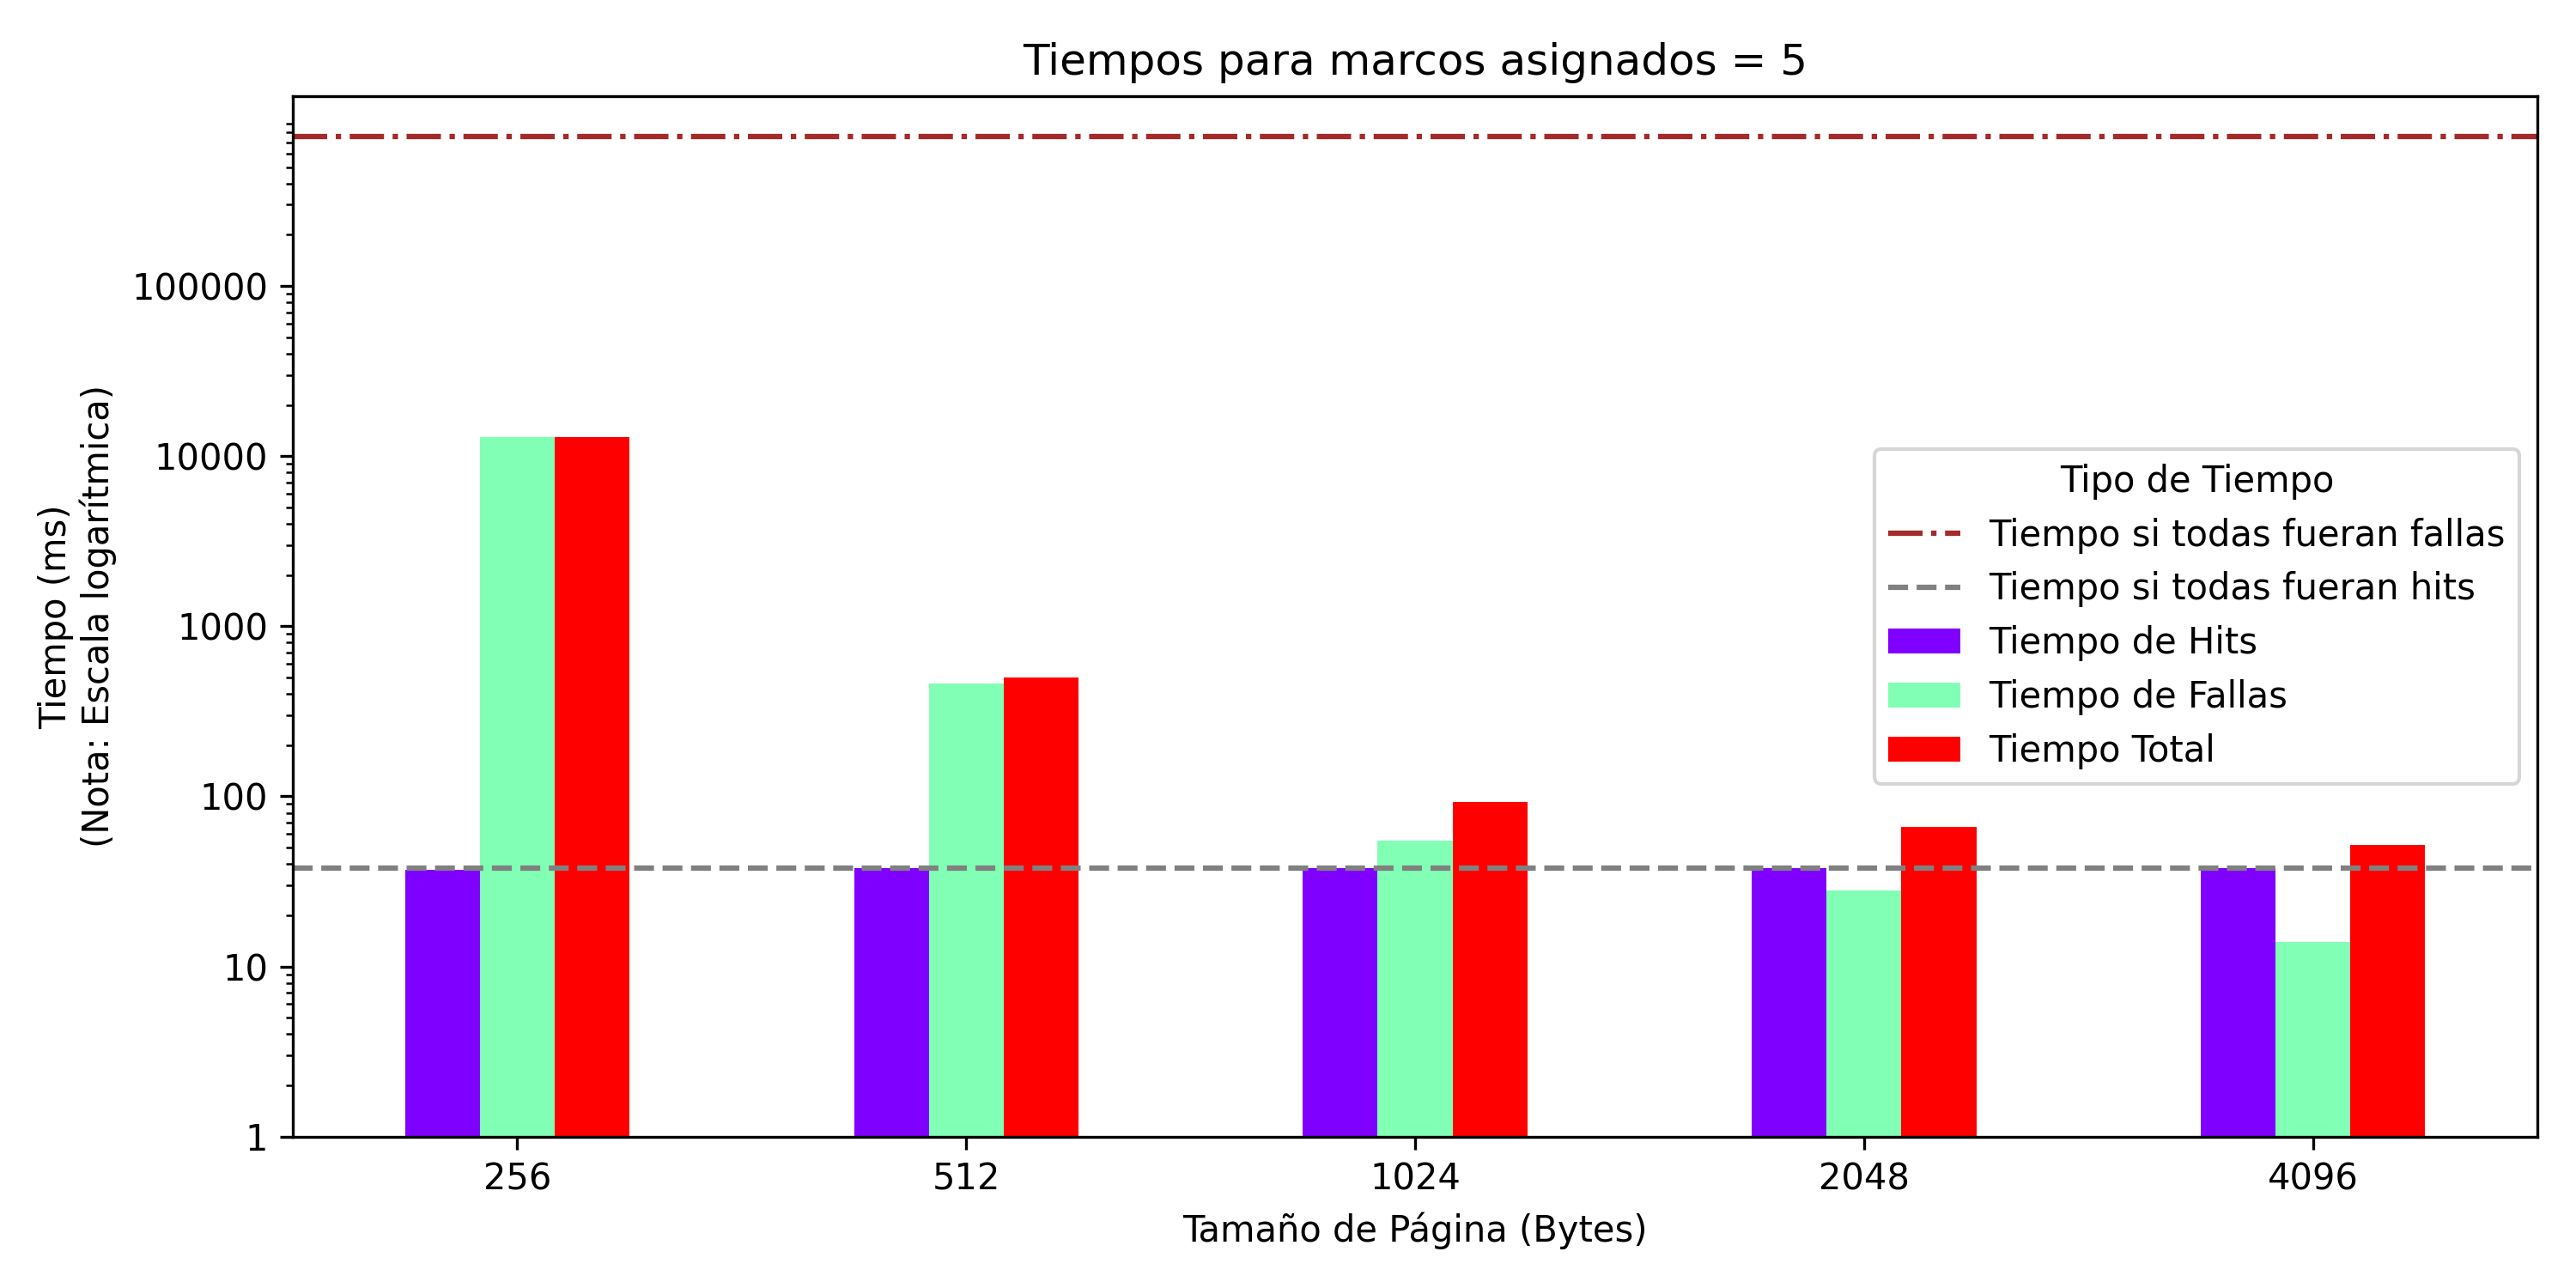 Tiempos para marcos asignados = 5
Tiempo (ms)
(Nota: Escala logarítmica)
100000
10000
1000
100
10
1
Tipo de Tiempo
Tiempo si todas fueran fallas
Tiempo si todas fueran hits
Tiempo de Hits
Tiempo de Fallas
Tiempo Total
256
512
1024
2048
4096
Tamaño de Página (Bytes)